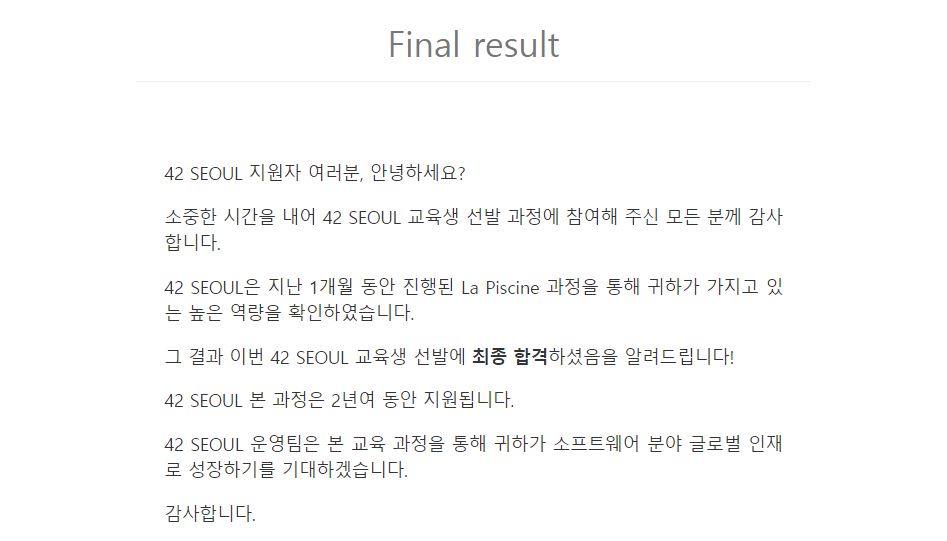 Final result
42 SEOUL 지원자 여러분, 안녕하세요?
소중한 시간을 내어 42 SEOUL 교육생 선발 과정에 참여해 주신 모든 분께 감사
합니다.
42 SEOUL은 지난 1개월 동안 진행된 La Piscine 과정을 통해 귀하가 가지고 있
는 높은 역량을 확인하였습니다.
그 결과 이번 42 SEOUL 교육생 선발에 최종 합격하셨음을 알려드립니다!
42 SEOUL 본 과정은 2년여 동안 지원됩니다.
42 SEOUL 운영팀은 본 교육 과정을 통해 귀하가 소프트웨어 분야 글로벌 인재
로 성장하기를 기대하겠습니다.
감사합니다.